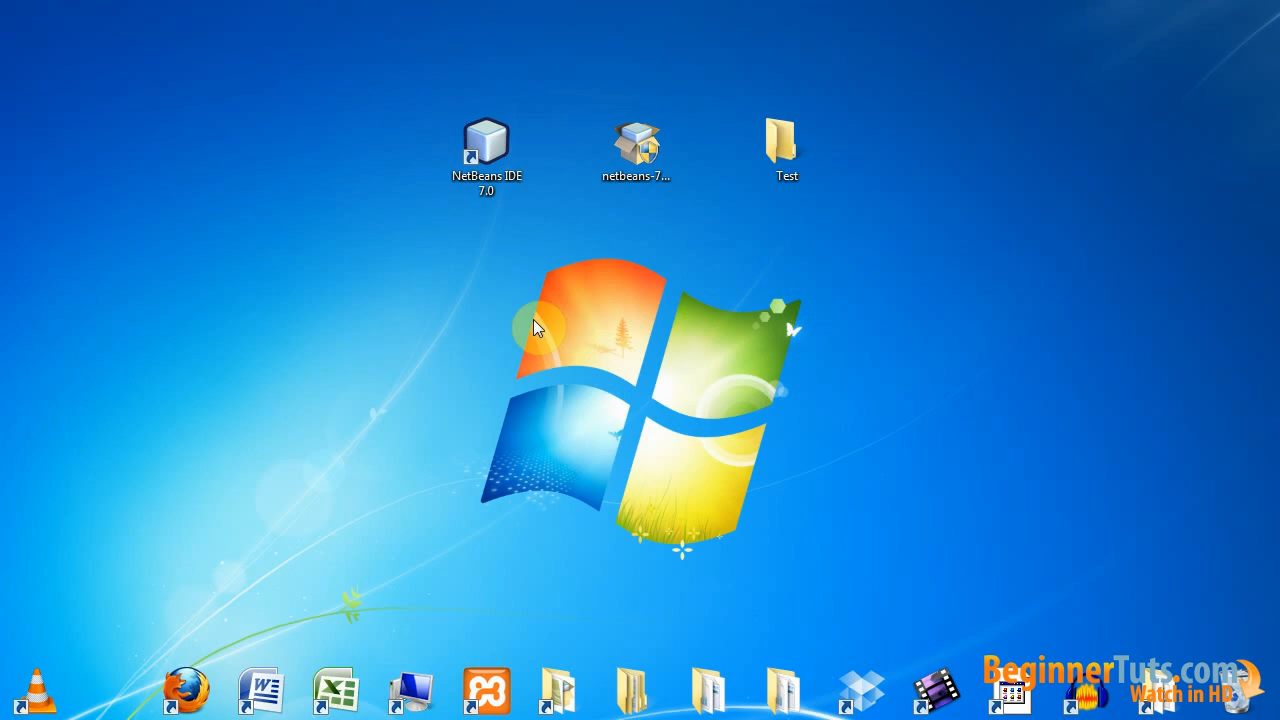 NetBeans IDE
7.0
netbeans-7...
Test
BeginnerTuts.com
Watch in HD